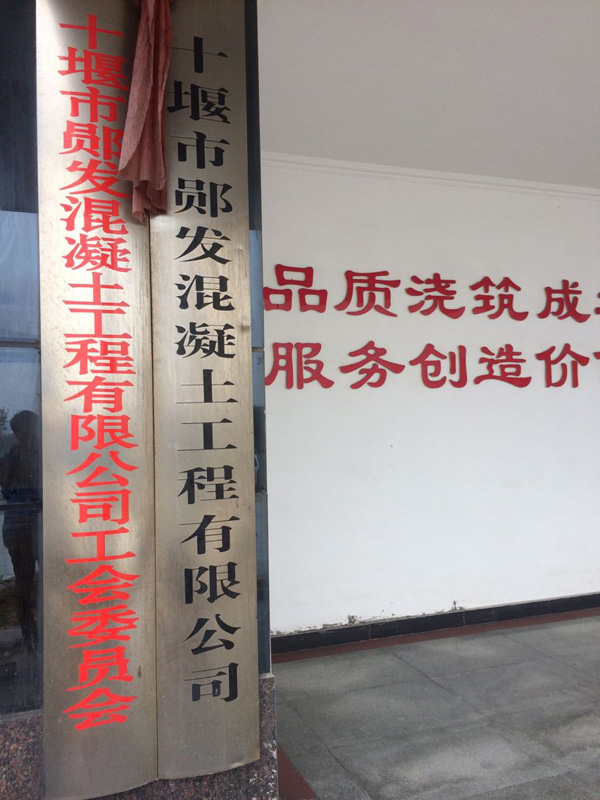 十堰市郧发混凝土工程有限公司工会委员会
十堰市郧发混凝土工程有限公司
品质浇筑成
服务创造价